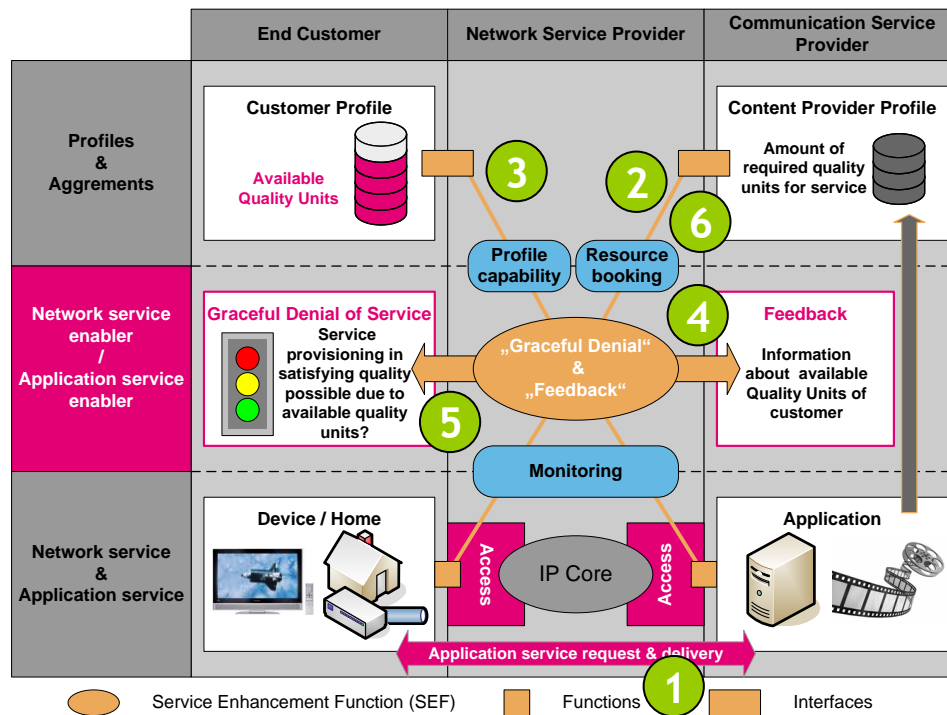 End Customer
Network Service Provider
Communication Service
Provider
Profiles
&
Aggrements
Customer Profile
Available
Quality Units
3
2
6
Profile
capability
Resource
booking
Content Provider Profile
Amount of
required quality
units for service
Network service
enabler
/
Application service
enabler
Graceful Denial of Service
Service
provisioning in
satisfying quality
possible due to
available quality
units?
5
„Graceful Denial“
&
„Feedback“
4
Feedback
Information
about available
Quality Units of
customer
Monitoring
Network service
&
Application service
Device / Home
Access
IP Core
Access
Application
Application service request & delivery
1
Service Enhancement Function (SEF)
Functions
Interfaces